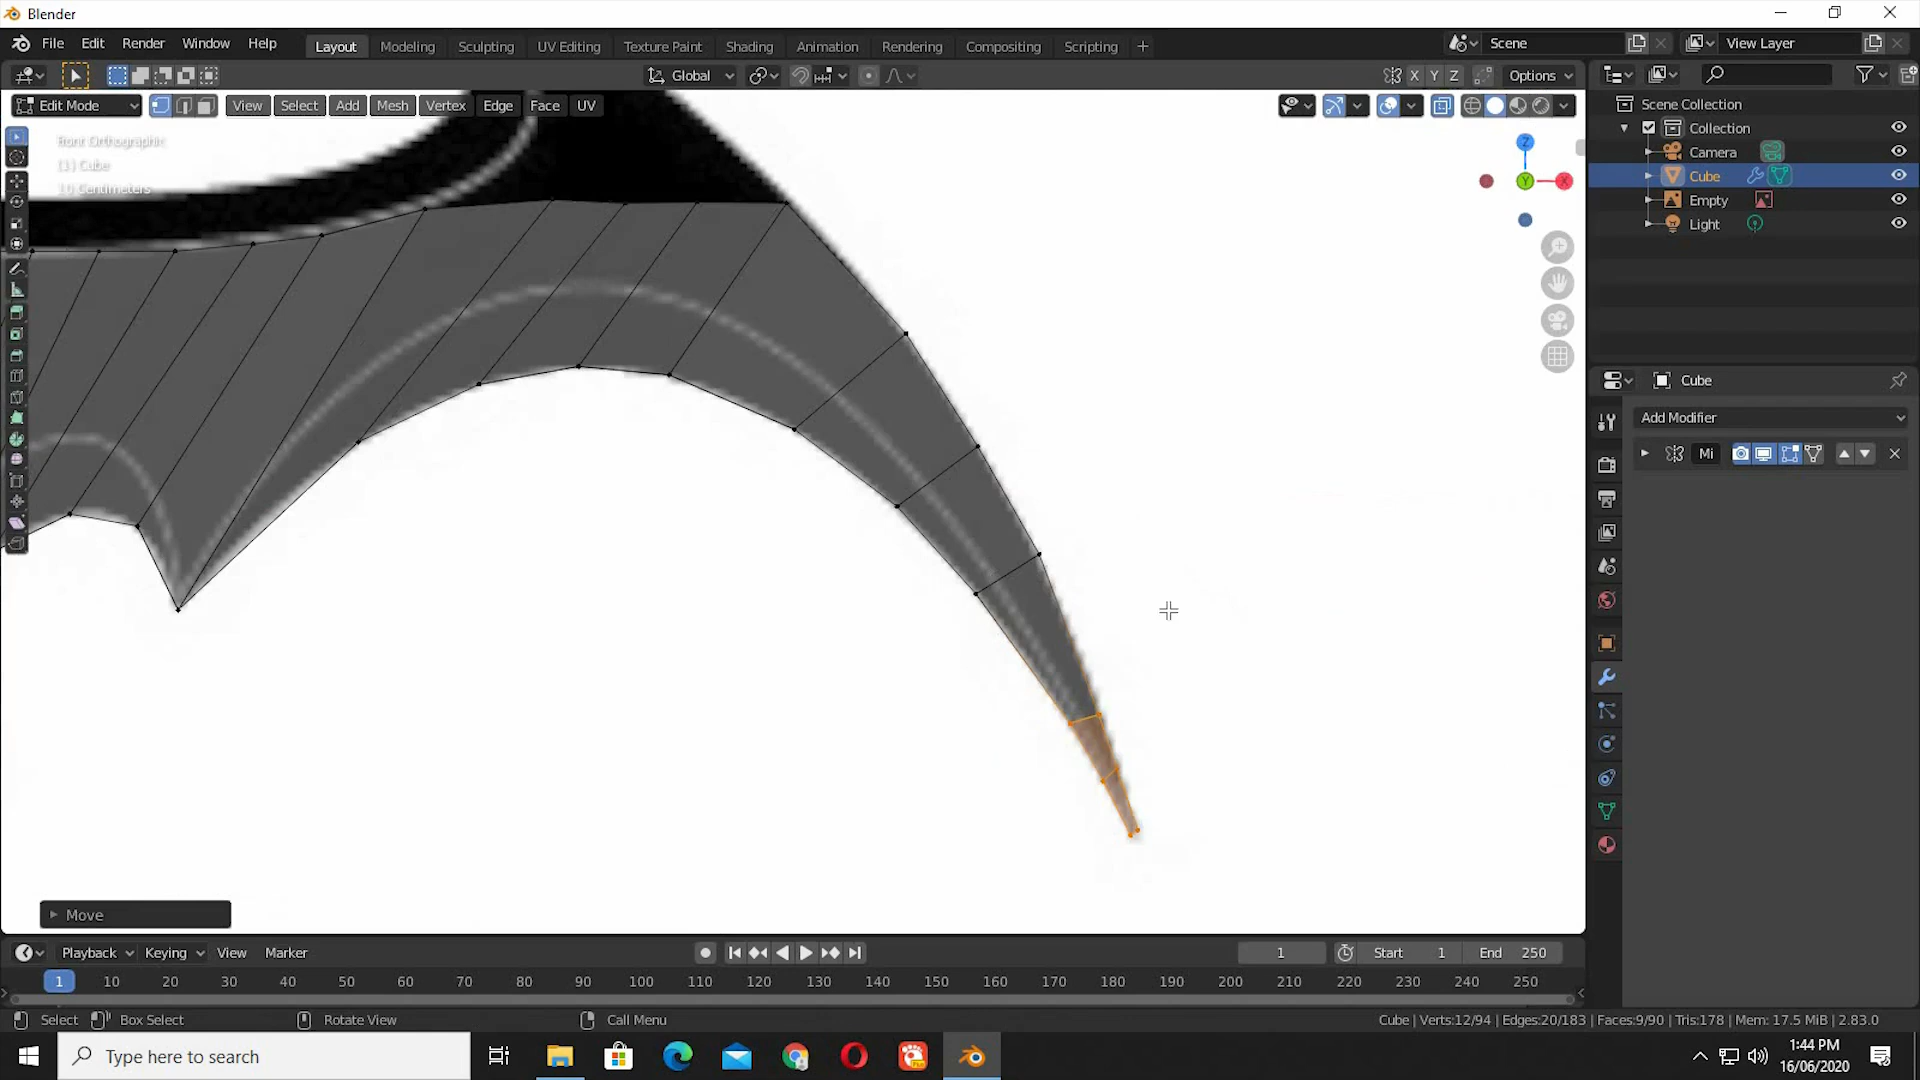 Blender
File Edit Render Window Help Layout Modeling Sculpting UV Editing Texture Paint Shading Animation Rendering Compositing Scripting + Scene View Layer
Global X Y Z Options
Edit Mode View Select Add Mesh Vertex Edge Face UV
Front Orthographic
(1) Cube
10 Centimeters
Z
Y
X
Scene Collection
Collection
Camera
Cube
Empty
Light
Cube
Add Modifier
Mi
Move
Playback Keying View Marker 1 Start 1 End 250
1 10 20 30 40 50 60 70 80 90 100 110 120 130 140 150 160 170 180 190 200 210 220 230 240 250
Select Box Select Rotate View Call Menu Cube | Verts:12/94 | Edges:20/183 | Faces:9/90 | Tris:178 | Mem: 17.5 MiB | 2.83.0
Type here to search
1:44 PM
16/06/2020